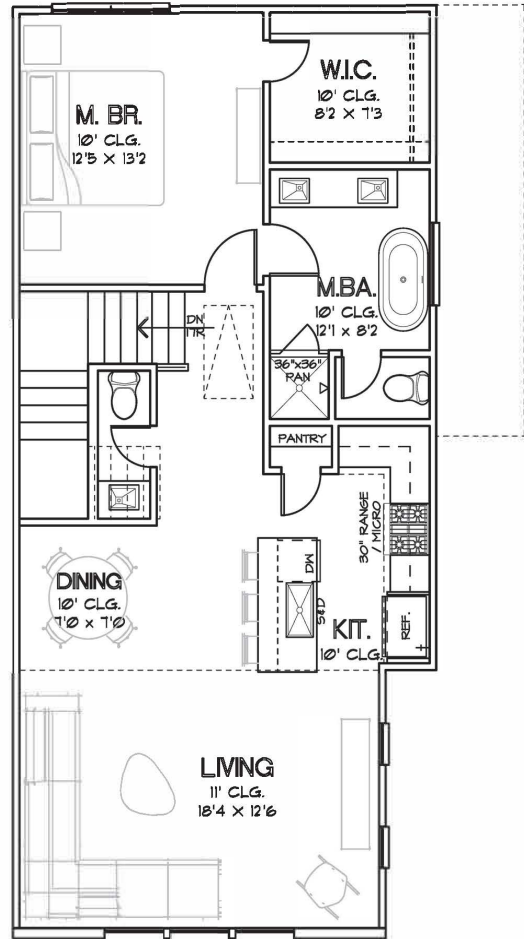 M. BR.
10' CLG.
12'5 X 13'2
W.I.C.
10' CLG.
8'2 X 7'3
M.BA.
10' CLG.
12'1 x 8'2
DN
17R
36"x36"
PAN
PANTRY
30" RANGE
/ MICRO
DW
S&D
KIT.
10' CLG.
REF.
DINING
10' CLG.
7'0 x 7'0
LIVING
11' CLG.
18'4 X 12'6